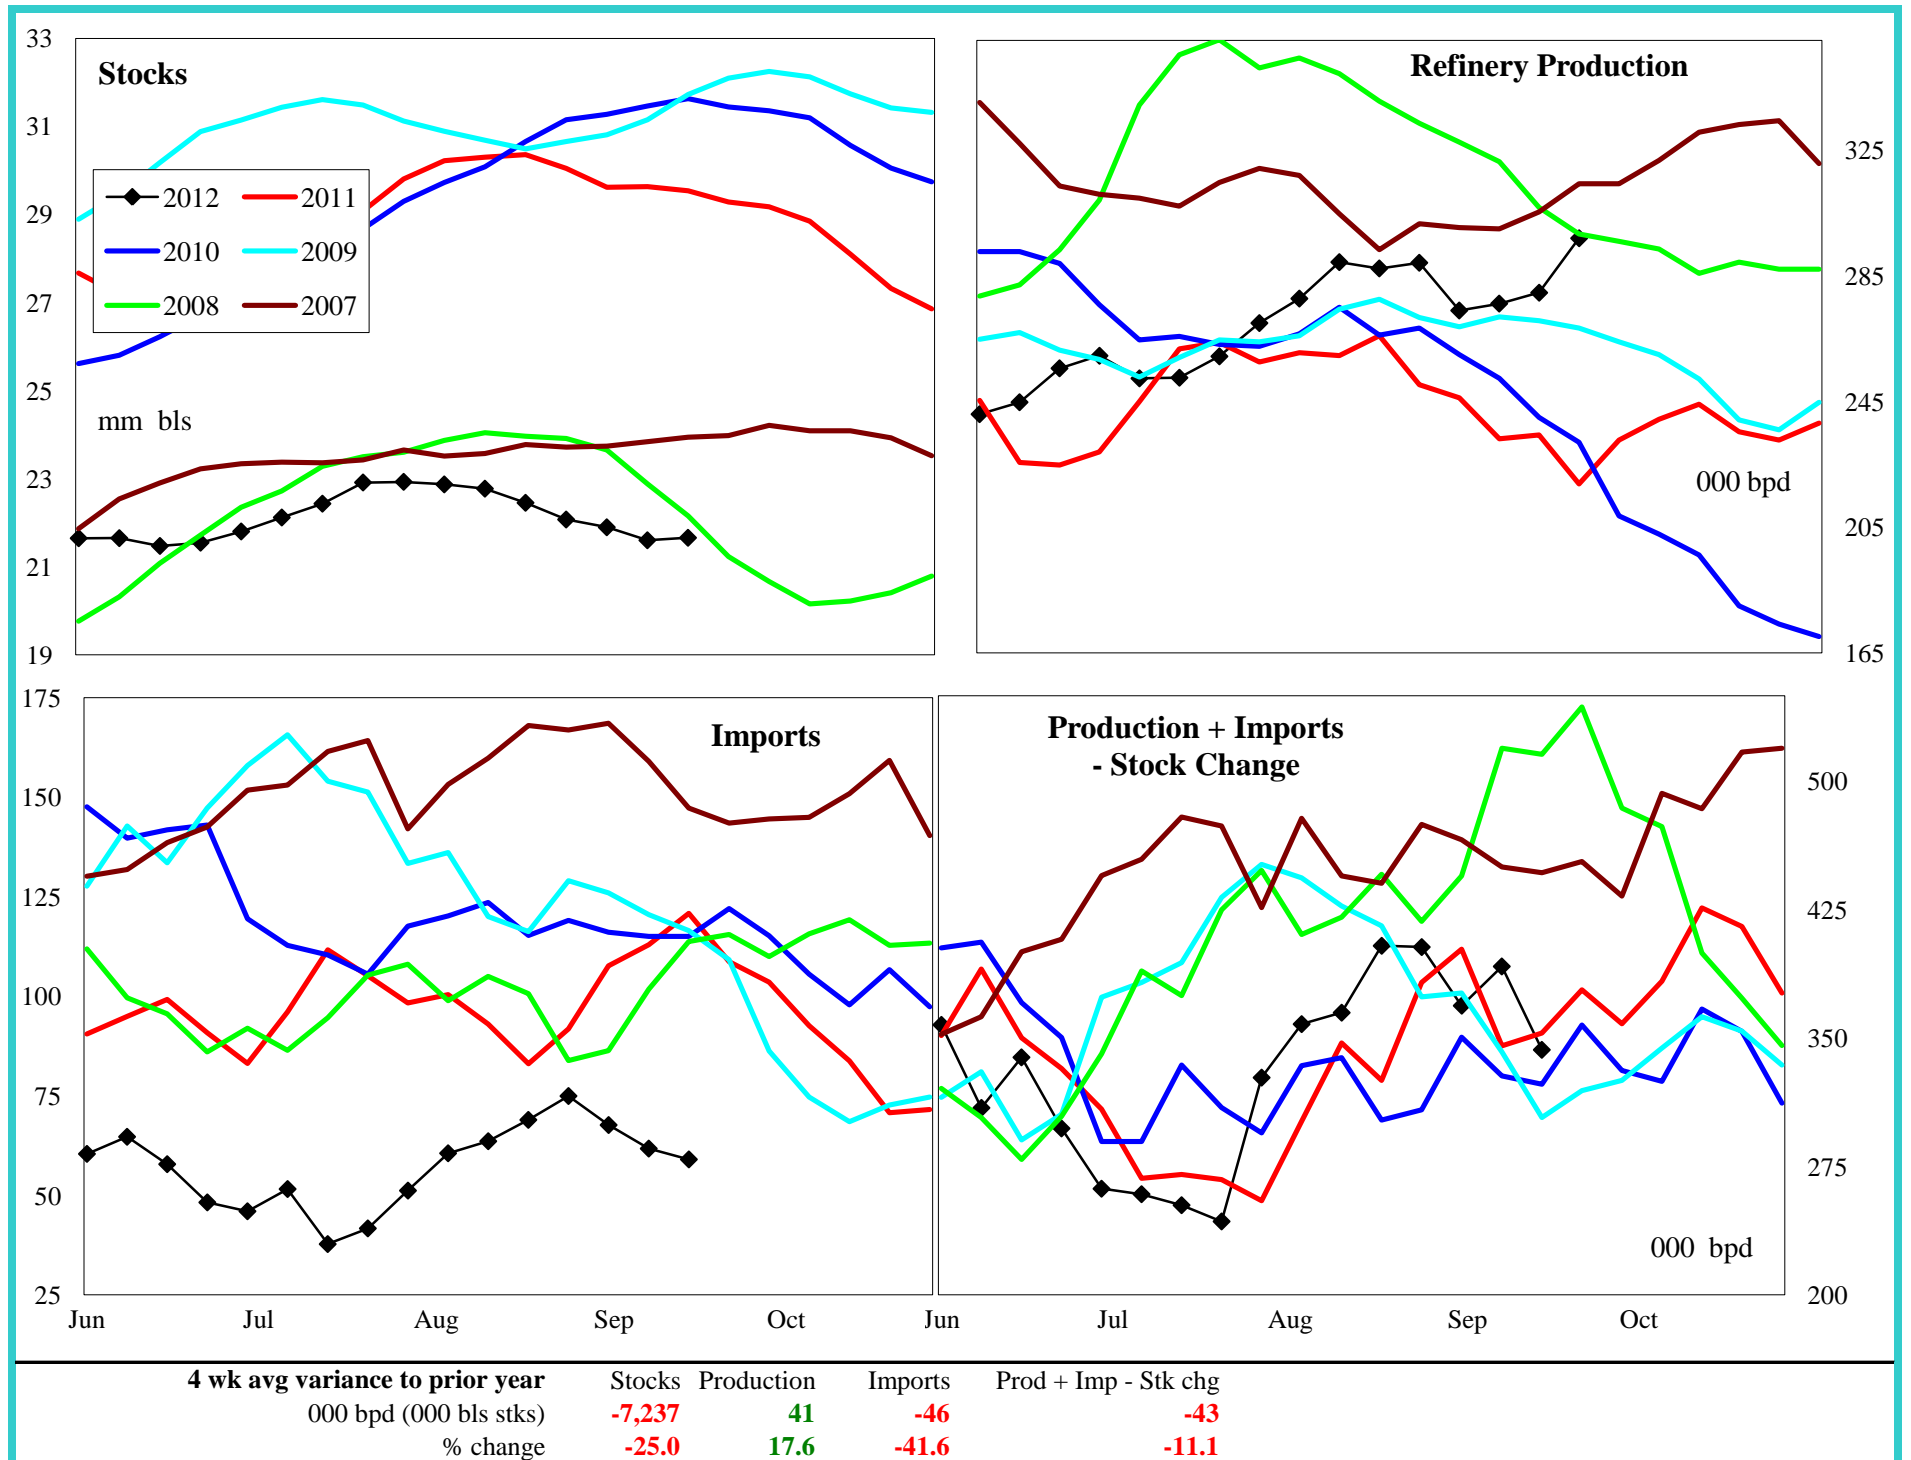 33
31
29
27
25
23
21
19
Stocks
2012 2011
2010 2009
2008 2007
mm bls
Refinery Production
000 bpd
325
285
245
205
165
175
150
125
100
75
50
25
Imports
Jun Jul Aug Sep Oct
Production + Imports
- Stock Change
000 bpd
500
425
350
275
200
Jun Jul Aug Sep Oct
4 wk avg variance to prior year Stocks Production Imports Prod + Imp - Stk chg
000 bpd (000 bls stks) -7,237 41 -46 -43
% change -25.0 17.6 -41.6 -11.1